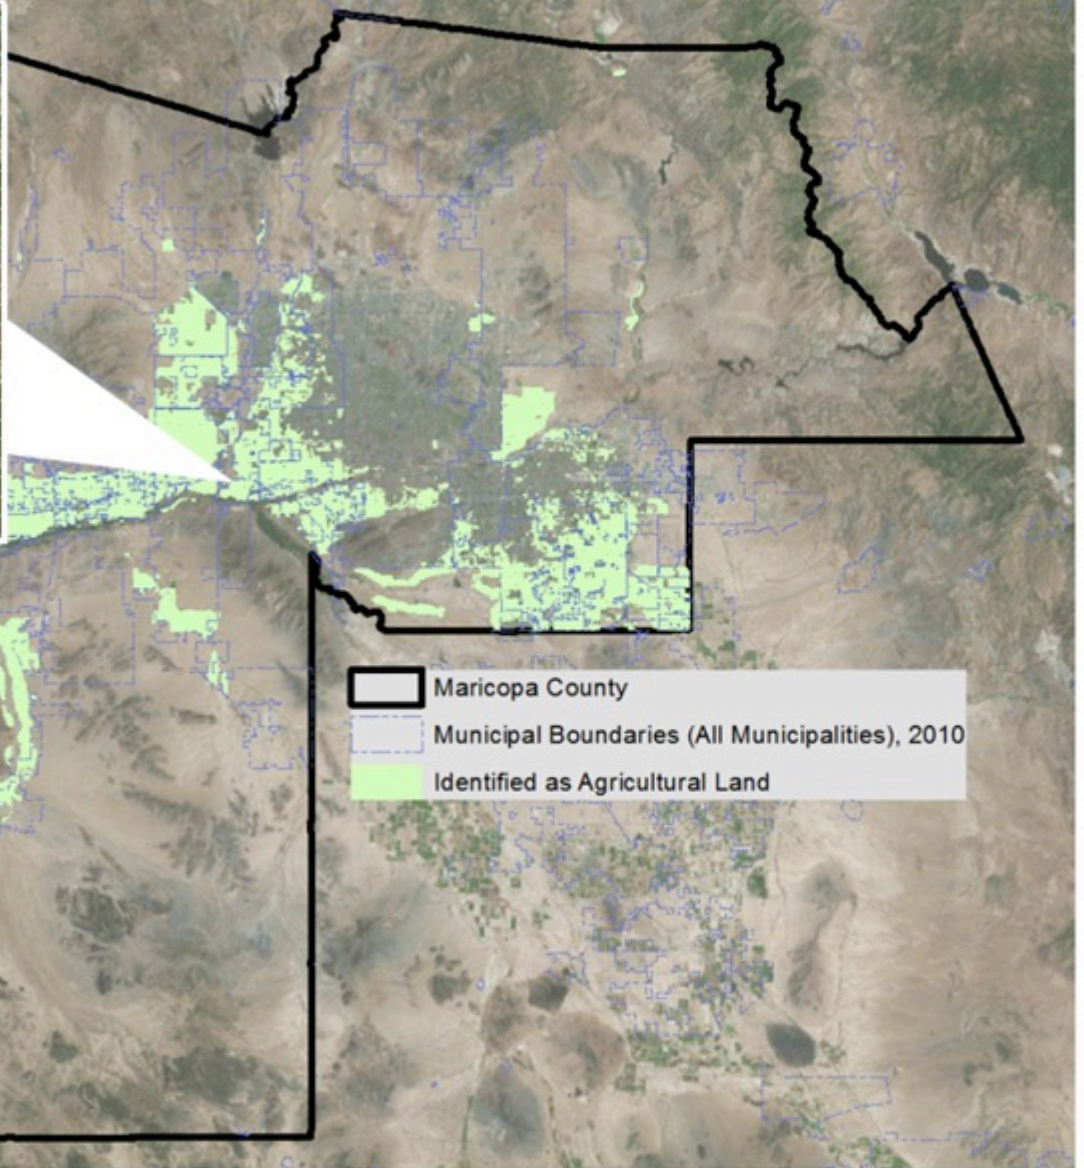 Maricopa County
Municipal Boundaries (All Municipalities), 2010
Identified as Agricultural Land